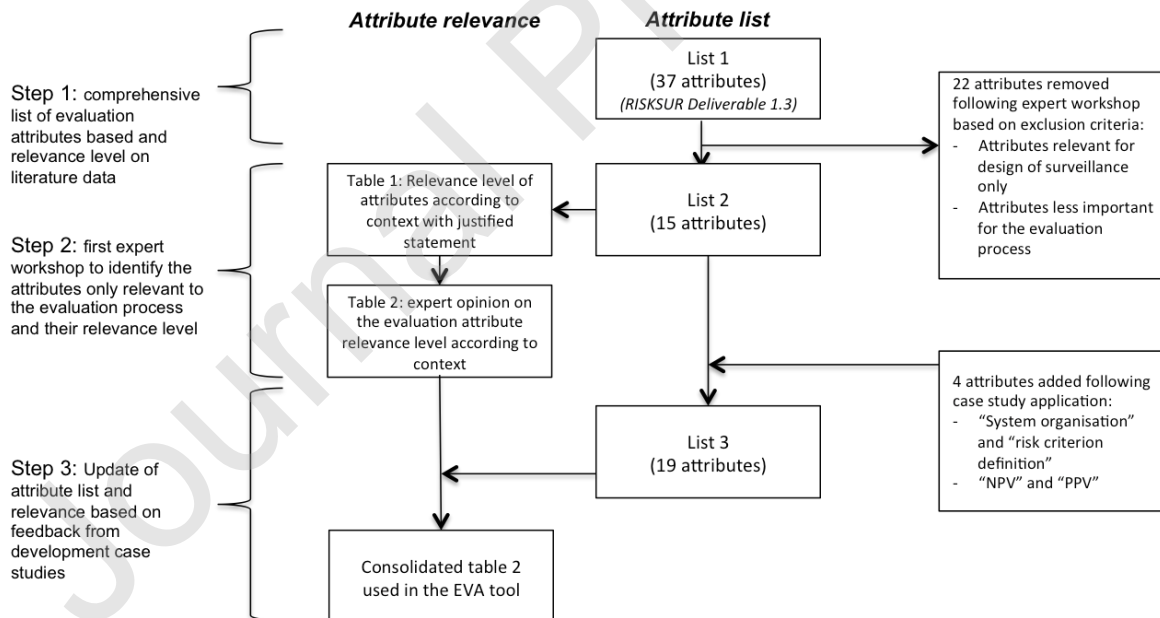 Attribute relevance
Attribute list
Step 1: comprehensive
list of evaluation
attributes based and
relevance level on
literature data
List 1
(37 attributes)
(RISKSUR Deliverable 1.3)
22 attributes removed
following expert workshop
based on exclusion criteria:
- Attributes relevant for
design of surveillance
only
- Attributes less important
for the evaluation
process
Step 2: first expert
workshop to identify the
attributes only relevant to
the evaluation process
and their relevance level
Table 1: Relevance level of
attributes according to
context with justified
statement
List 2
(15 attributes)
Table 2: expert opinion on
the evaluation attribute
relevance level according to
context
4 attributes added following
case study application:
- “System organisation”
and “risk criterion
definition”
- “NPV” and “PPV”
Step 3: Update of
attribute list and
relevance based on
feedback from
development case
studies
List 3
(19 attributes)
Consolidated table 2
used in the EVA tool
Journal